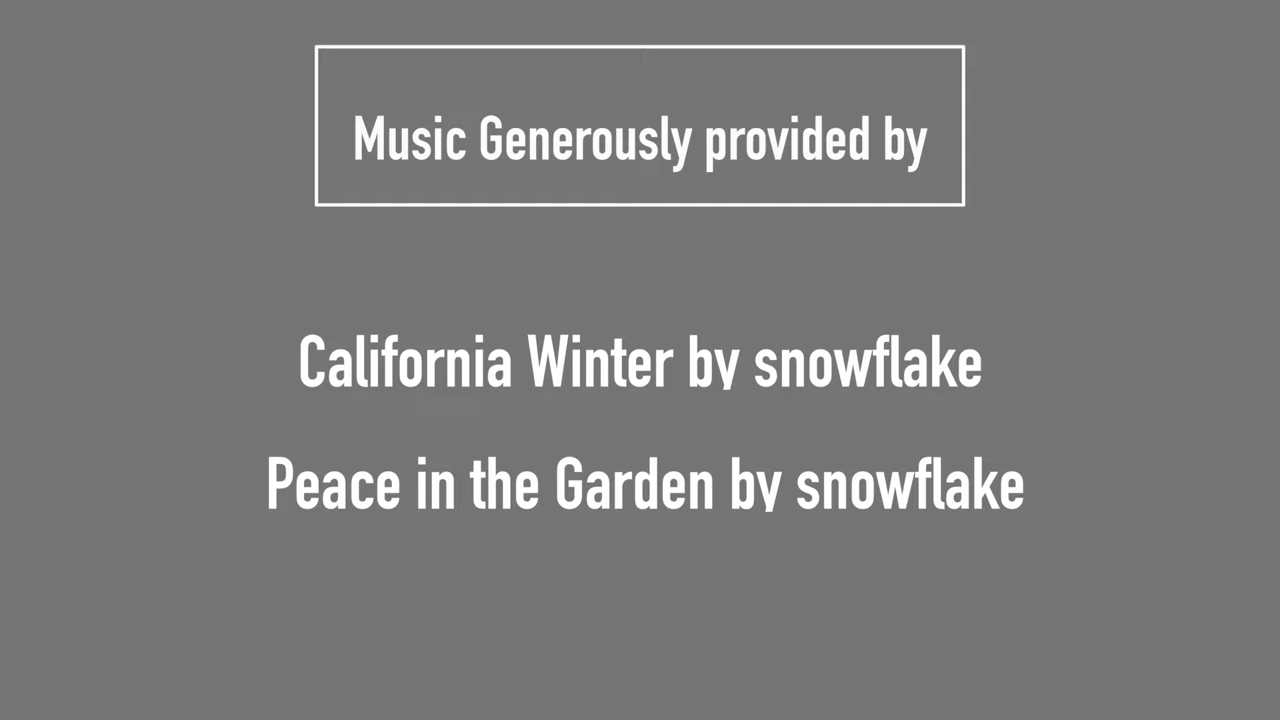 Music Generously provided by
California Winter by snowflake
Peace in the Garden by snowflake